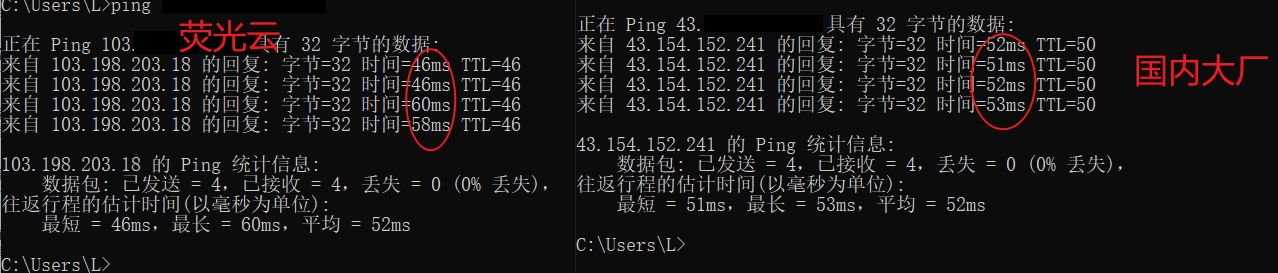 C:\Users\L>ping
正在 Ping 103. 荧光云 具有 32 字节的数据:
来自 103.198.203.18 的回复: 字节=32 时间=46ms TTL=46
来自 103.198.203.18 的回复: 字节=32 时间=46ms TTL=46
来自 103.198.203.18 的回复: 字节=32 时间=60ms TTL=46
来自 103.198.203.18 的回复: 字节=32 时间=58ms TTL=46
103.198.203.18 的 Ping 统计信息:
数据包: 已发送 = 4，已接收 = 4，丢失 = 0 (0% 丢失)，
往返行程的估计时间(以毫秒为单位):
最短 = 46ms，最长 = 60ms，平均 = 52ms
C:\Users\L>
正在 Ping 43. 具有 32 字节的数据:
来自 43.154.152.241 的回复: 字节=32 时间=52ms TTL=50
来自 43.154.152.241 的回复: 字节=32 时间=51ms TTL=50
来自 43.154.152.241 的回复: 字节=32 时间=52ms TTL=50
来自 43.154.152.241 的回复: 字节=32 时间=53ms TTL=50
国内大厂
43.154.152.241 的 Ping 统计信息:
数据包: 已发送 = 4，已接收 = 4，丢失 = 0 (0% 丢失)，
往返行程的估计时间(以毫秒为单位):
最短 = 51ms，最长 = 53ms，平均 = 52ms
C:\Users\L>